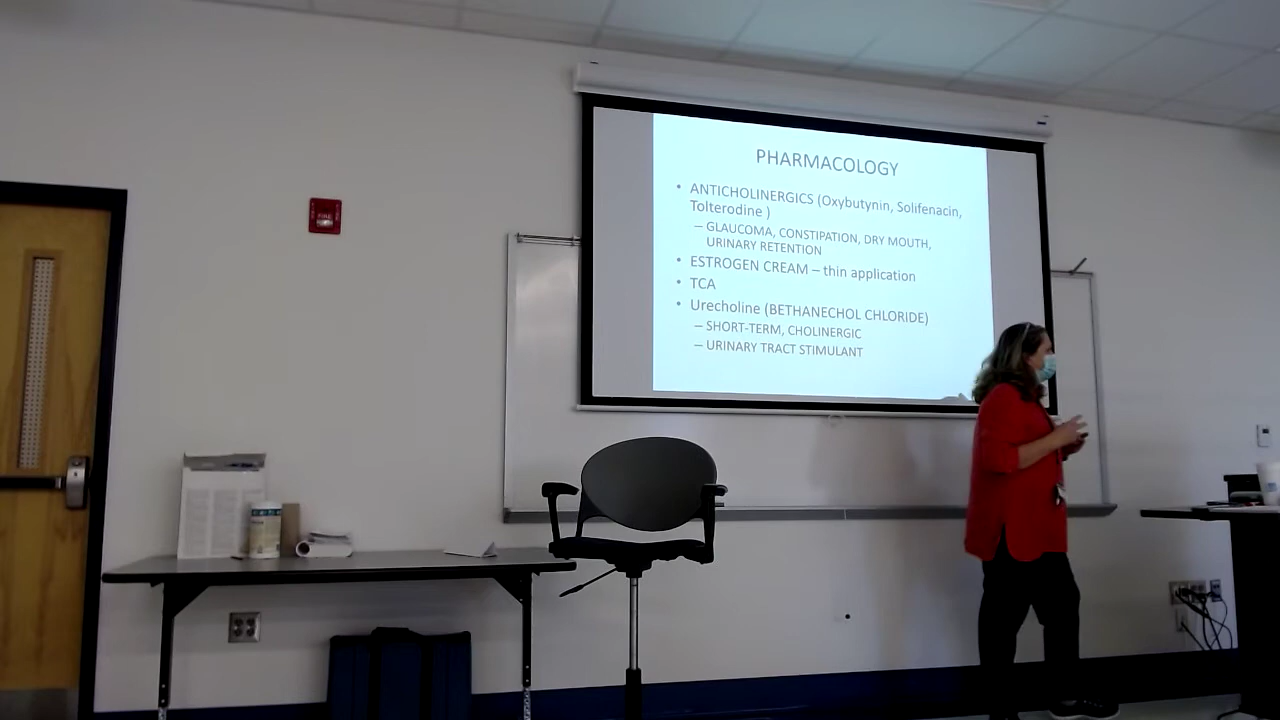 PHARMACOLOGY
• ANTICHOLINERGICS (Oxybutynin, Solifenacin,
Tolterodine )
– GLAUCOMA, CONSTIPATION, DRY MOUTH,
URINARY RETENTION
• ESTROGEN CREAM – thin application
• TCA
• Urecholine (BETHANECHOL CHLORIDE)
– SHORT-TERM, CHOLINERGIC
– URINARY TRACT STIMULANT
FIRE